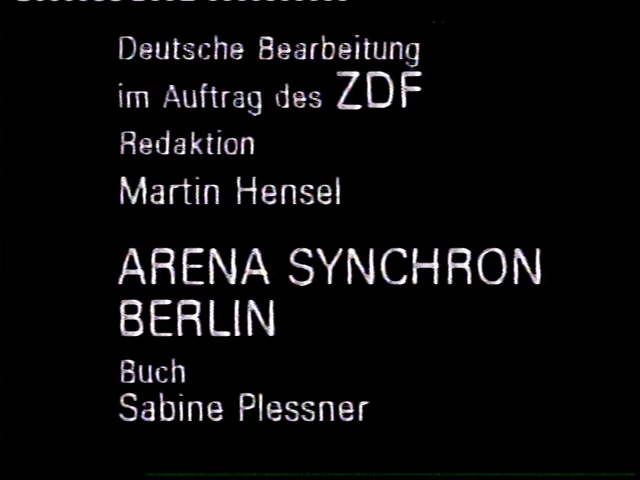 Deutsche Bearbeitung
im Auftrag des ZDF
Redaktion
Martin Hensel
ARENA SYNCHRON
BERLIN
Buch
Sabine Plessner